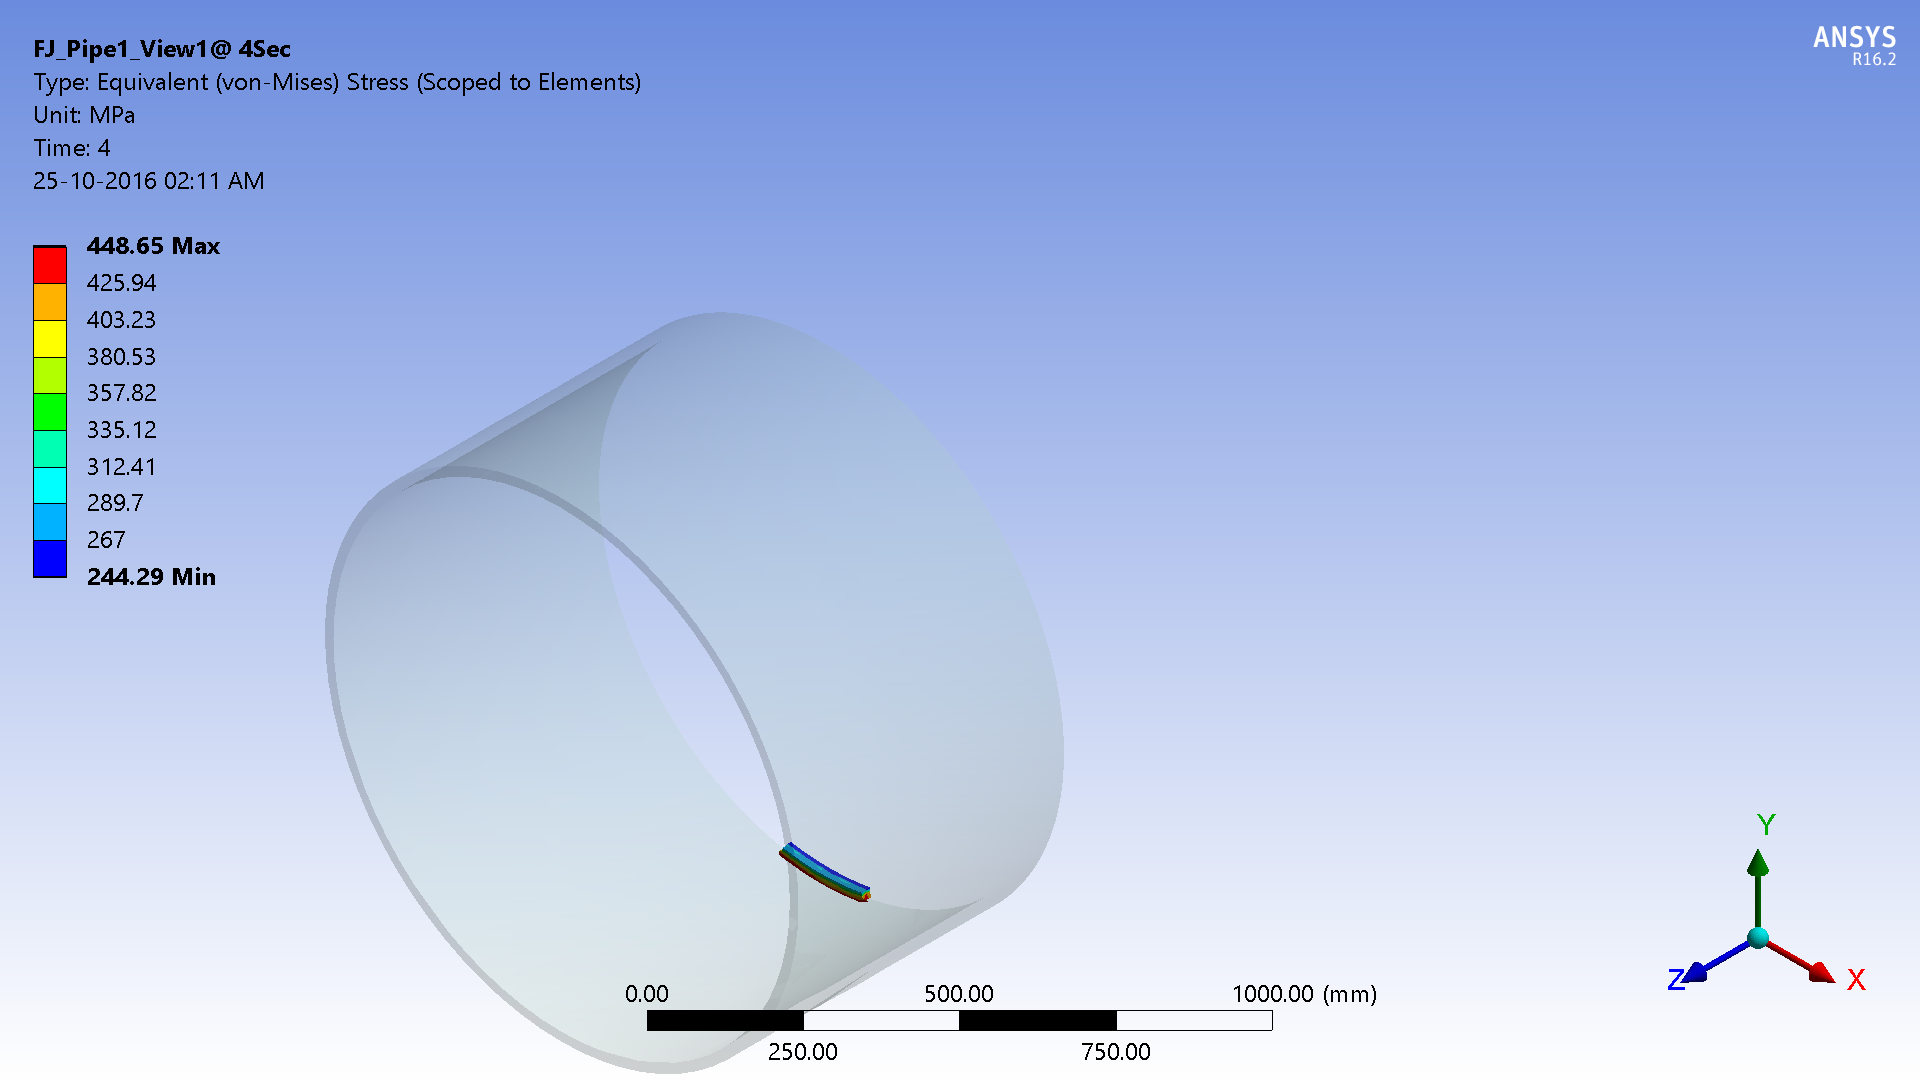 FJ_Pipe1_View1@ 4Sec
Type: Equivalent (von-Mises) Stress (Scoped to Elements)
Unit: MPa
Time: 4
25-10-2016 02:11 AM
ANSYS
R16.2
448.65 Max
425.94
403.23
380.53
357.82
335.12
312.41
289.7
267
244.29 Min
Y
Z
X
0.00 500.00 1000.00 (mm)
250.00 750.00